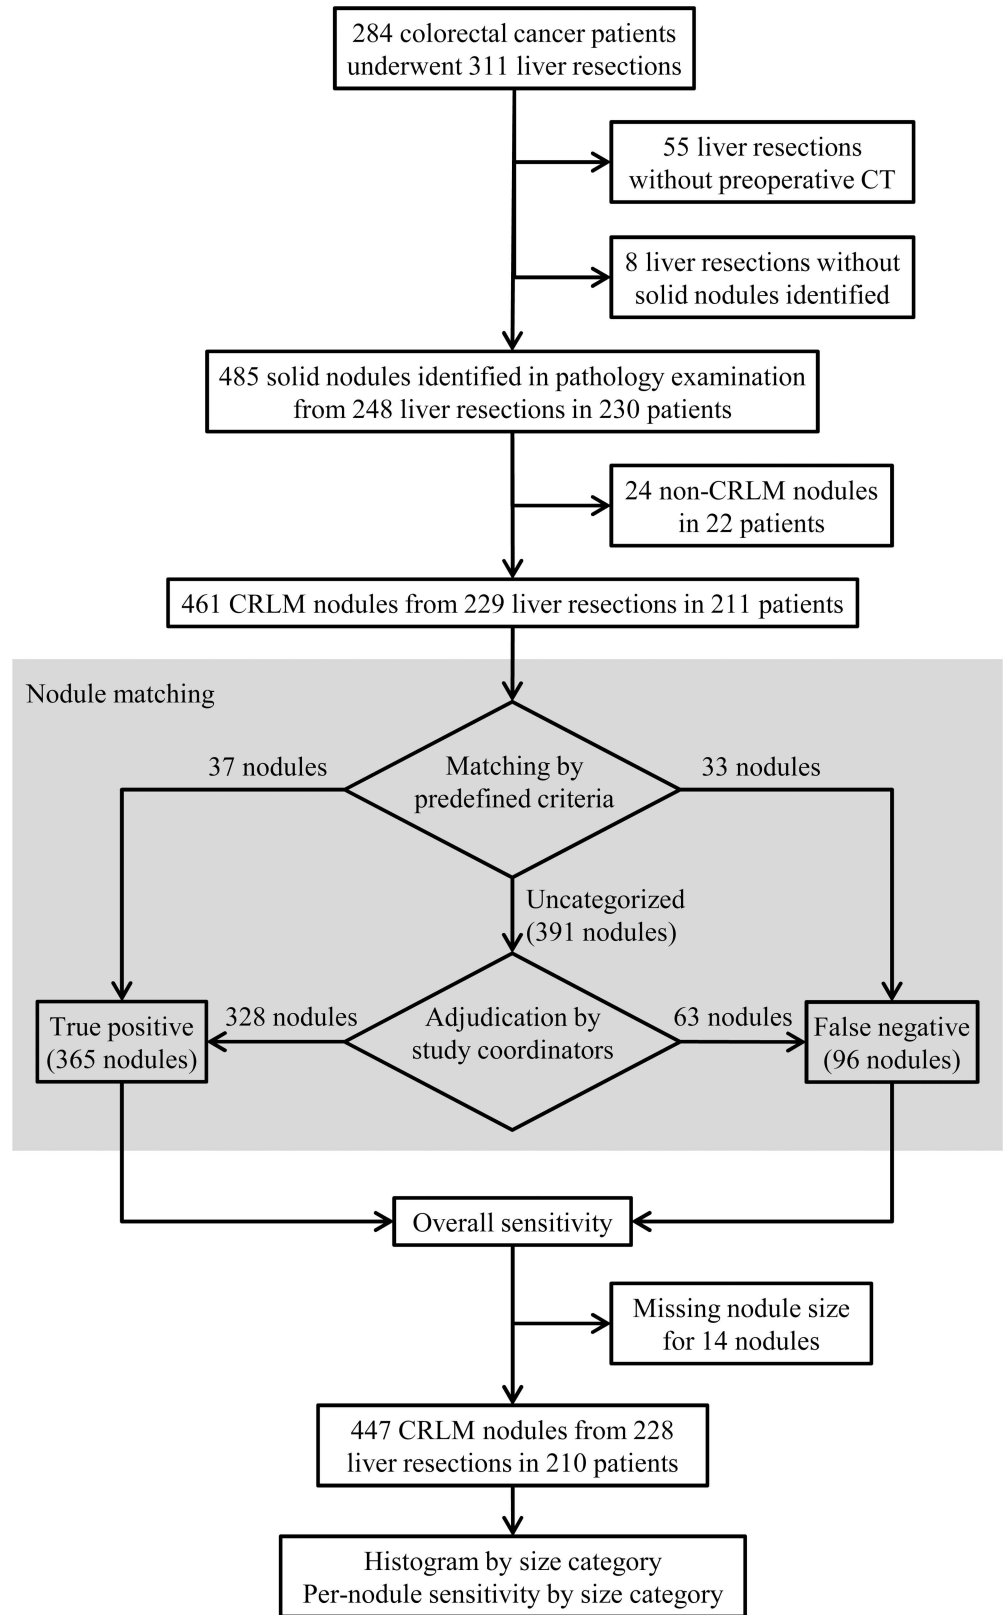 284 colorectal cancer patients
underwent 311 liver resections
55 liver resections
without preoperative CT
8 liver resections without
solid nodules identified
485 solid nodules identified in pathology examination
from 248 liver resections in 230 patients
24 non-CRLM nodules
in 22 patients
461 CRLM nodules from 229 liver resections in 211 patients
Nodule matching
37 nodules
Matching by
predefined criteria
33 nodules
Uncategorized
(391 nodules)
True positive
(365 nodules)
328 nodules
Adjudication by
study coordinators
63 nodules
False negative
(96 nodules)
Overall sensitivity
Missing nodule size
for 14 nodules
447 CRLM nodules from 228
liver resections in 210 patients
Histogram by size category
Per-nodule sensitivity by size category